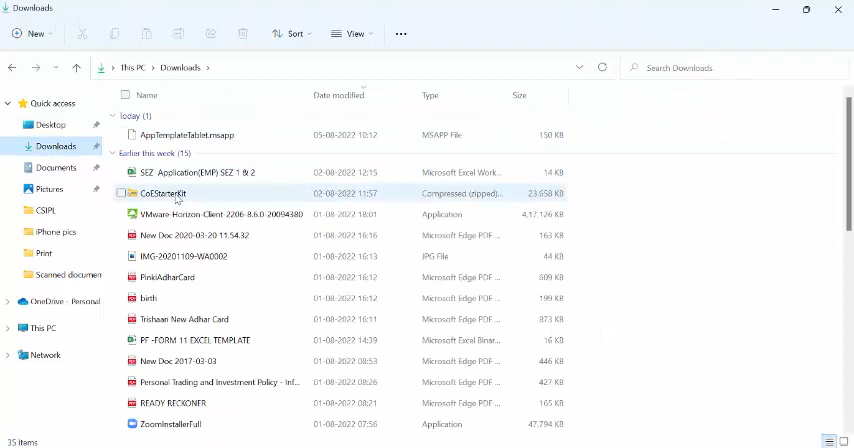 Downloads
New
Sort
View
This PC > Downloads >
Search Downloads
Name Date modified Type Size
Quick access
Desktop
Downloads
Documents
Pictures
CSIPL
iPhone pics
Print
Scanned documen
OneDrive - Personal
This PC
Network
Today (1)
AppTemplateTablet.msapp 05-08-2022 10:12 MSAPP File 150 KB
Earlier this week (15)
SEZ Application(EMP) SEZ 1 & 2 02-08-2022 12:15 Microsoft Excel Work... 14 KB
CoEStarterKit 02-08-2022 11:57 Compressed (zipped)... 23,658 KB
VMware-Horizon-Client-2206-8.6.0-20094380 01-08-2022 18:01 Application 4,17,126 KB
New Doc 2020-03-20 11.54.32 01-08-2022 16:16 Microsoft Edge PDF ... 163 KB
IMG-20201109-WA0002 01-08-2022 16:13 JPG File 44 KB
PinkiAdharCard 01-08-2022 16:12 Microsoft Edge PDF ... 609 KB
birth 01-08-2022 16:12 Microsoft Edge PDF ... 199 KB
Trishaan New Adhar Card 01-08-2022 16:11 Microsoft Edge PDF ... 873 KB
PF -FORM 11 EXCEL TEMPLATE 01-08-2022 14:39 Microsoft Excel Binar... 16 KB
New Doc 2017-03-03 01-08-2022 08:53 Microsoft Edge PDF ... 446 KB
Personal Trading and Investment Policy - Inf... 01-08-2022 08:26 Microsoft Edge PDF ... 427 KB
READY RECKONER 01-08-2022 08:21 Microsoft Edge PDF ... 165 KB
ZoomInstallerFull 01-08-2022 07:56 Application 47,794 KB
35 items